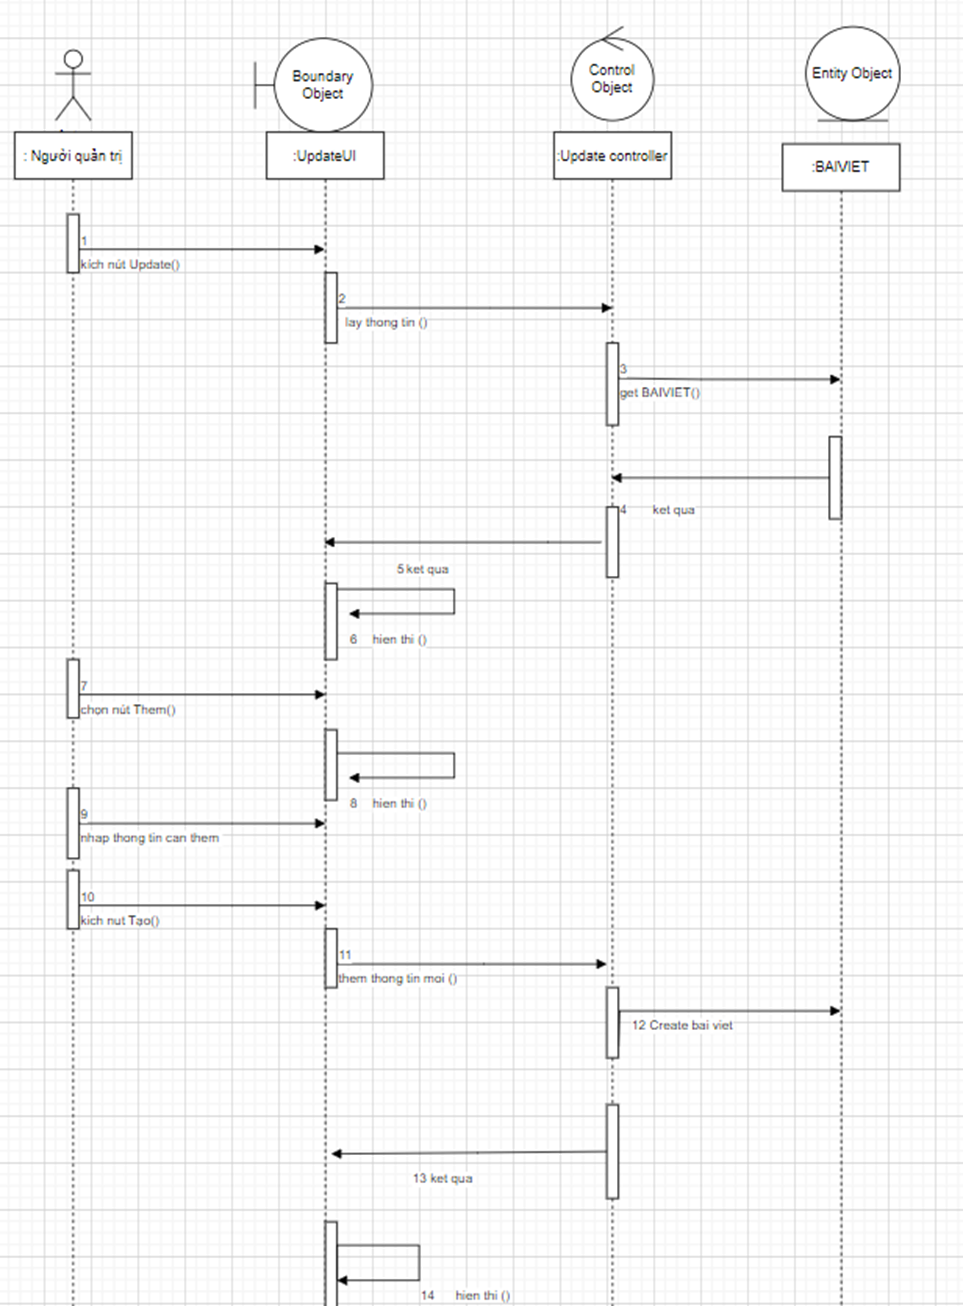 Boundary
Object
Control
Object
Entity Object
: Người quản trị
:UpdateUI
:Update controller
:BAIVIET
1
kích nút Update()
2
lay thong tin ()
3
get BAIVIET()
4 ket qua
5 ket qua
6 hien thi ()
7
chọn nút Them()
8 hien thi ()
9
nhap thong tin can them
10
kich nut Tạo()
11
them thong tin moi ()
12 Create bai viet
13 ket qua
14 hien thi ()